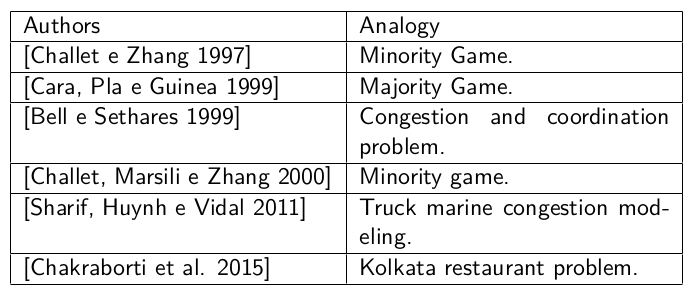 Authors Analogy
[Challet e Zhang 1997] Minority Game.
[Cara, Pla e Guinea 1999] Majority Game.
[Bell e Sethares 1999] Congestion and coordination
problem.
[Challet, Marsili e Zhang 2000] Minority game.
[Sharif, Huynh e Vidal 2011] Truck marine congestion mod-
eling.
[Chakraborti et al. 2015] Kolkata restaurant problem.